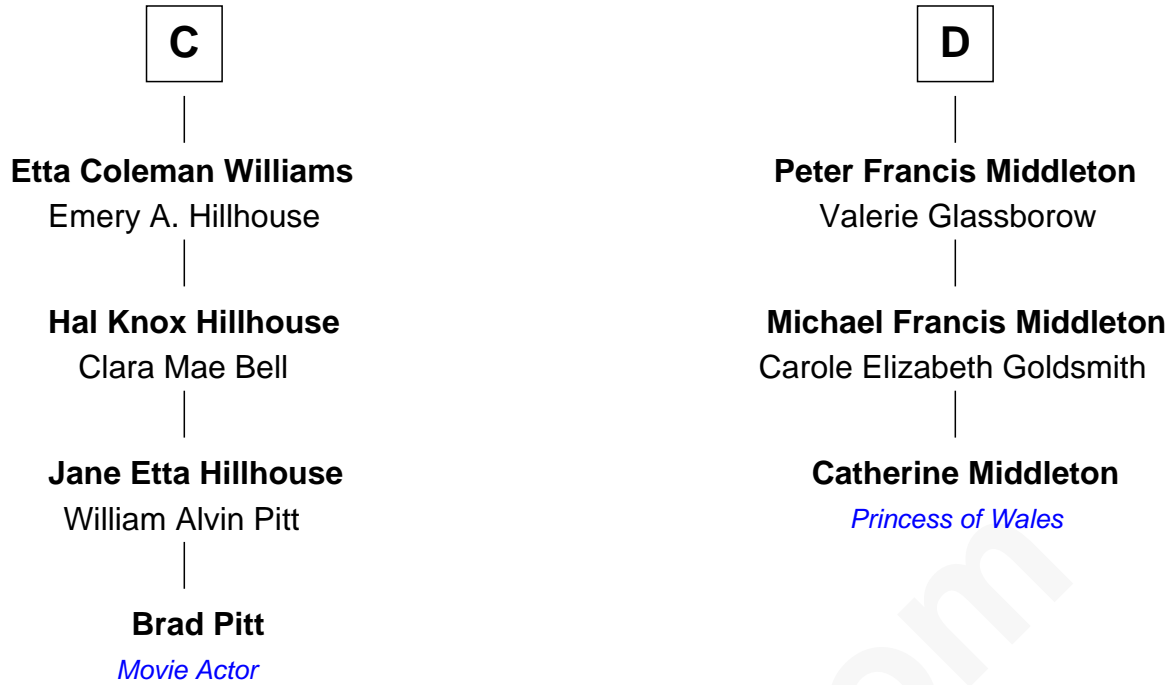 C
Etta Coleman Williams
Emery A. Hillhouse
Hal Knox Hillhouse
Clara Mae Bell
Jane Etta Hillhouse
William Alvin Pitt
Brad Pitt
Movie Actor
D
Peter Francis Middleton
Valerie Glassborow
Michael Francis Middleton
Carole Elizabeth Goldsmith
Catherine Middleton
Princess of Wales
om